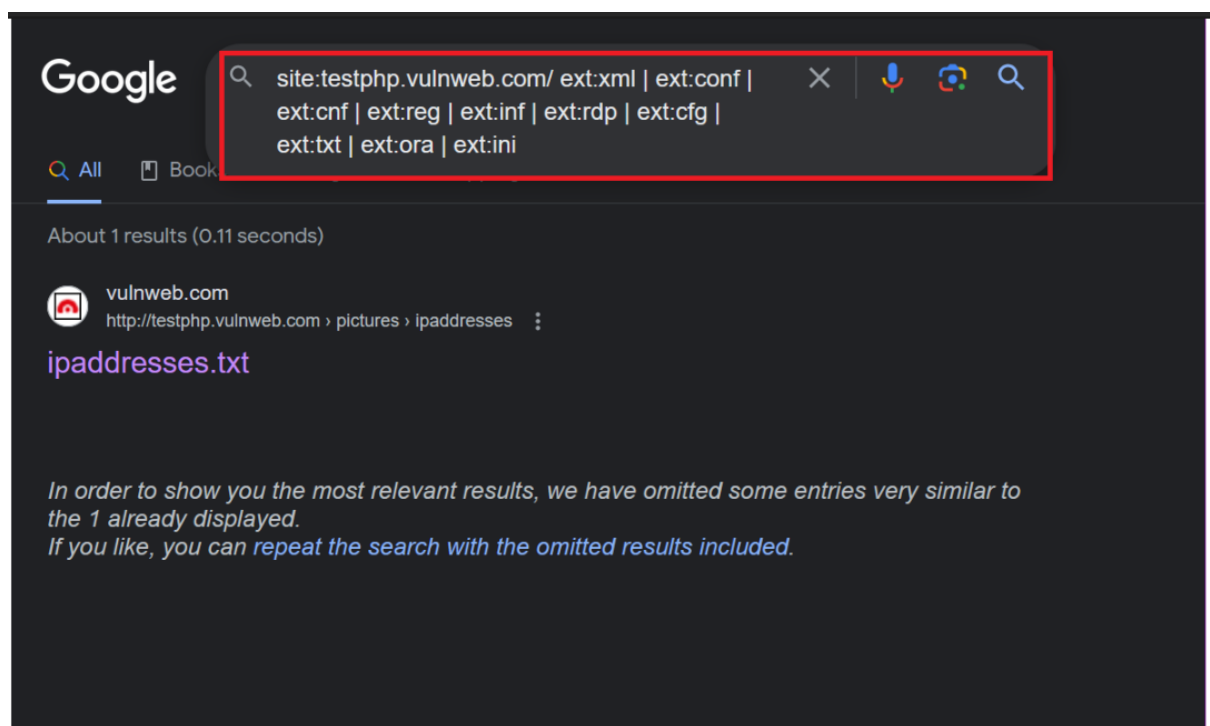 Google
site:testphp.vulnweb.com/ ext:xml | ext:conf |
ext:cnf | ext:reg | ext:inf | ext:rdp | ext:cfg |
ext:txt | ext:ora | ext:ini
All Book
About 1 results (0.11 seconds)
vulnweb.com
http://testphp.vulnweb.com › pictures › ipaddresses
ipaddresses.txt
In order to show you the most relevant results, we have omitted some entries very similar to
the 1 already displayed.
If you like, you can repeat the search with the omitted results included.